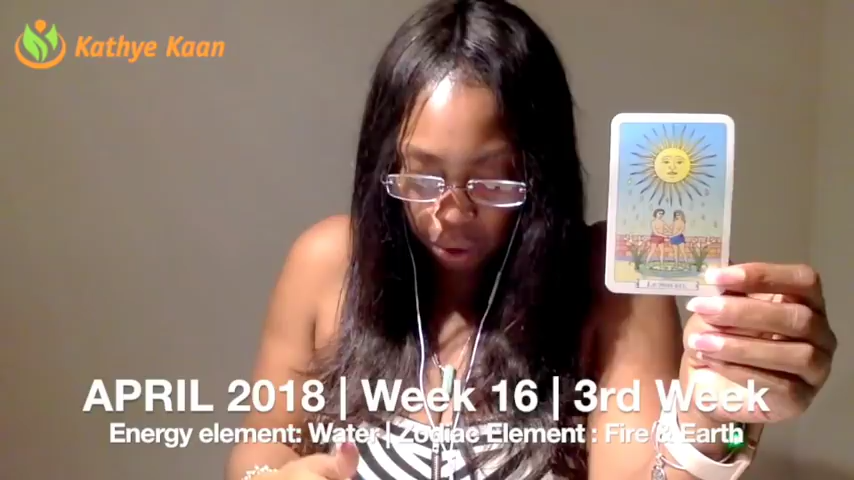 Kathye Kaan
APRIL 2018 | Week 16 | 3rd Week
Energy element: Water | Zodiac Element : Fire & Earth